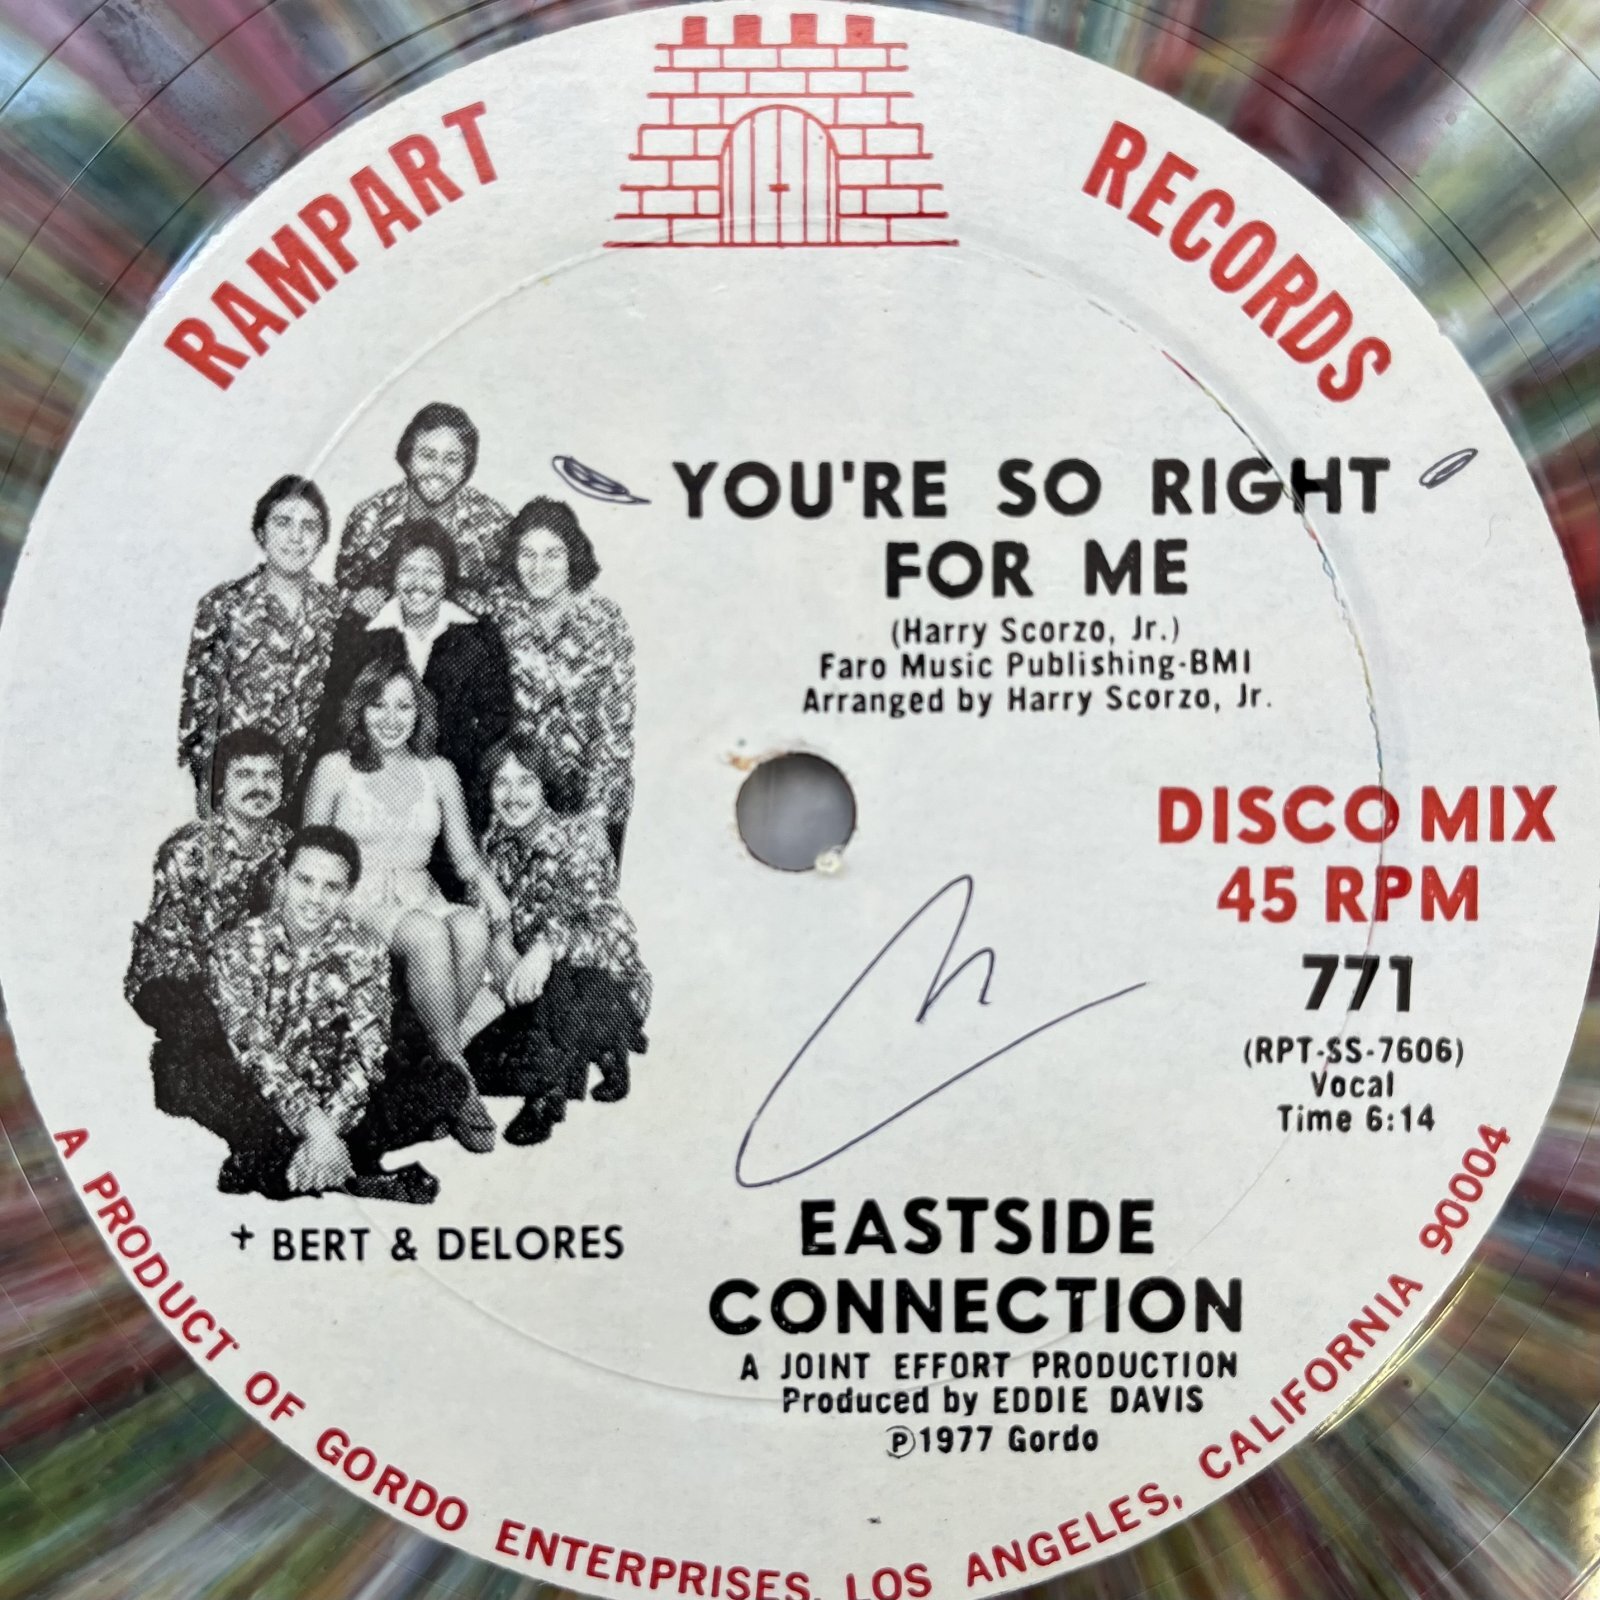 RAMPART RECORDS
YOU'RE SO RIGHT
FOR ME
(Harry Scorzo, Jr.)
Faro Music Publishing-BMI
Arranged by Harry Scorzo, Jr.
DISCO MIX
45 RPM
771
(RPT-SS-7606)
Vocal
Time 6:14
+ BERT & DELORES
EASTSIDE
CONNECTION
A JOINT EFFORT PRODUCTION
Produced by EDDIE DAVIS
Ⓟ1977 Gordo
A PRODUCT OF GORDO ENTERPRISES, LOS ANGELES, CALIFORNIA 90004